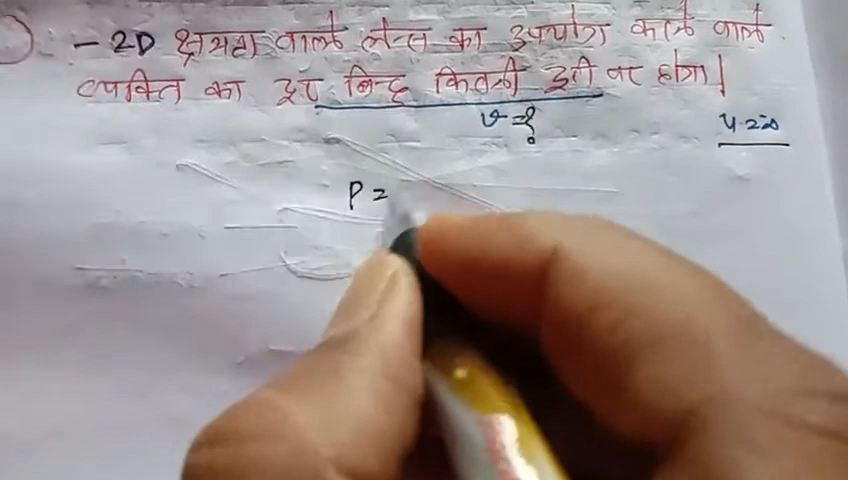 - 2D क्षमता वाले लेन्स का उपयोग करने वाले
व्यक्ति का दूर बिन्दु कितनी दूरी पर होगा।
v = ?
P =